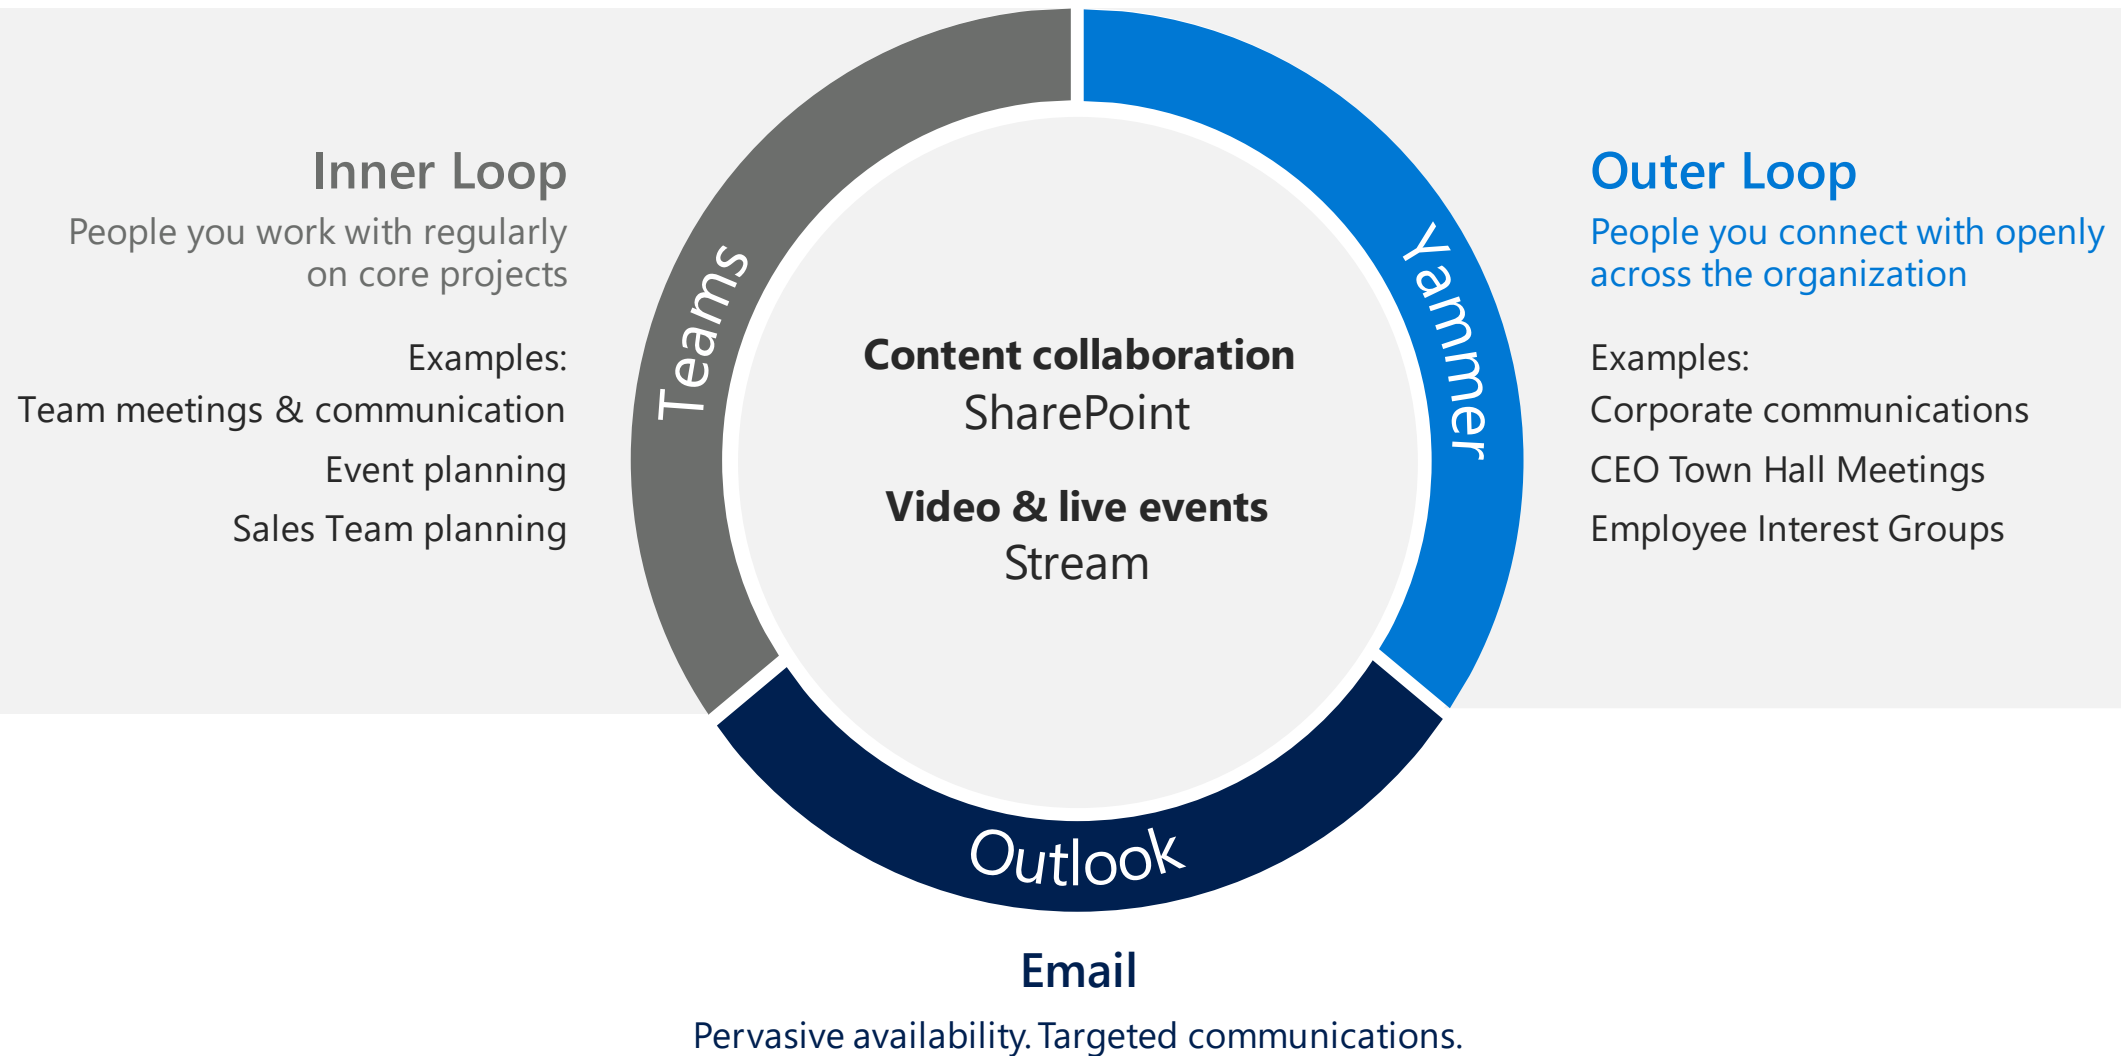 Inner Loop
People you work with regularly
on core projects
Examples:
Team meetings & communication
Event planning
Sales Team planning
Teams
Content collaboration
SharePoint
Video & live events
Stream
Yammer
Outer Loop
People you connect with openly
across the organization
Examples:
Corporate communications
CEO Town Hall Meetings
Employee Interest Groups
Outlook
Email
Pervasive availability. Targeted communications.